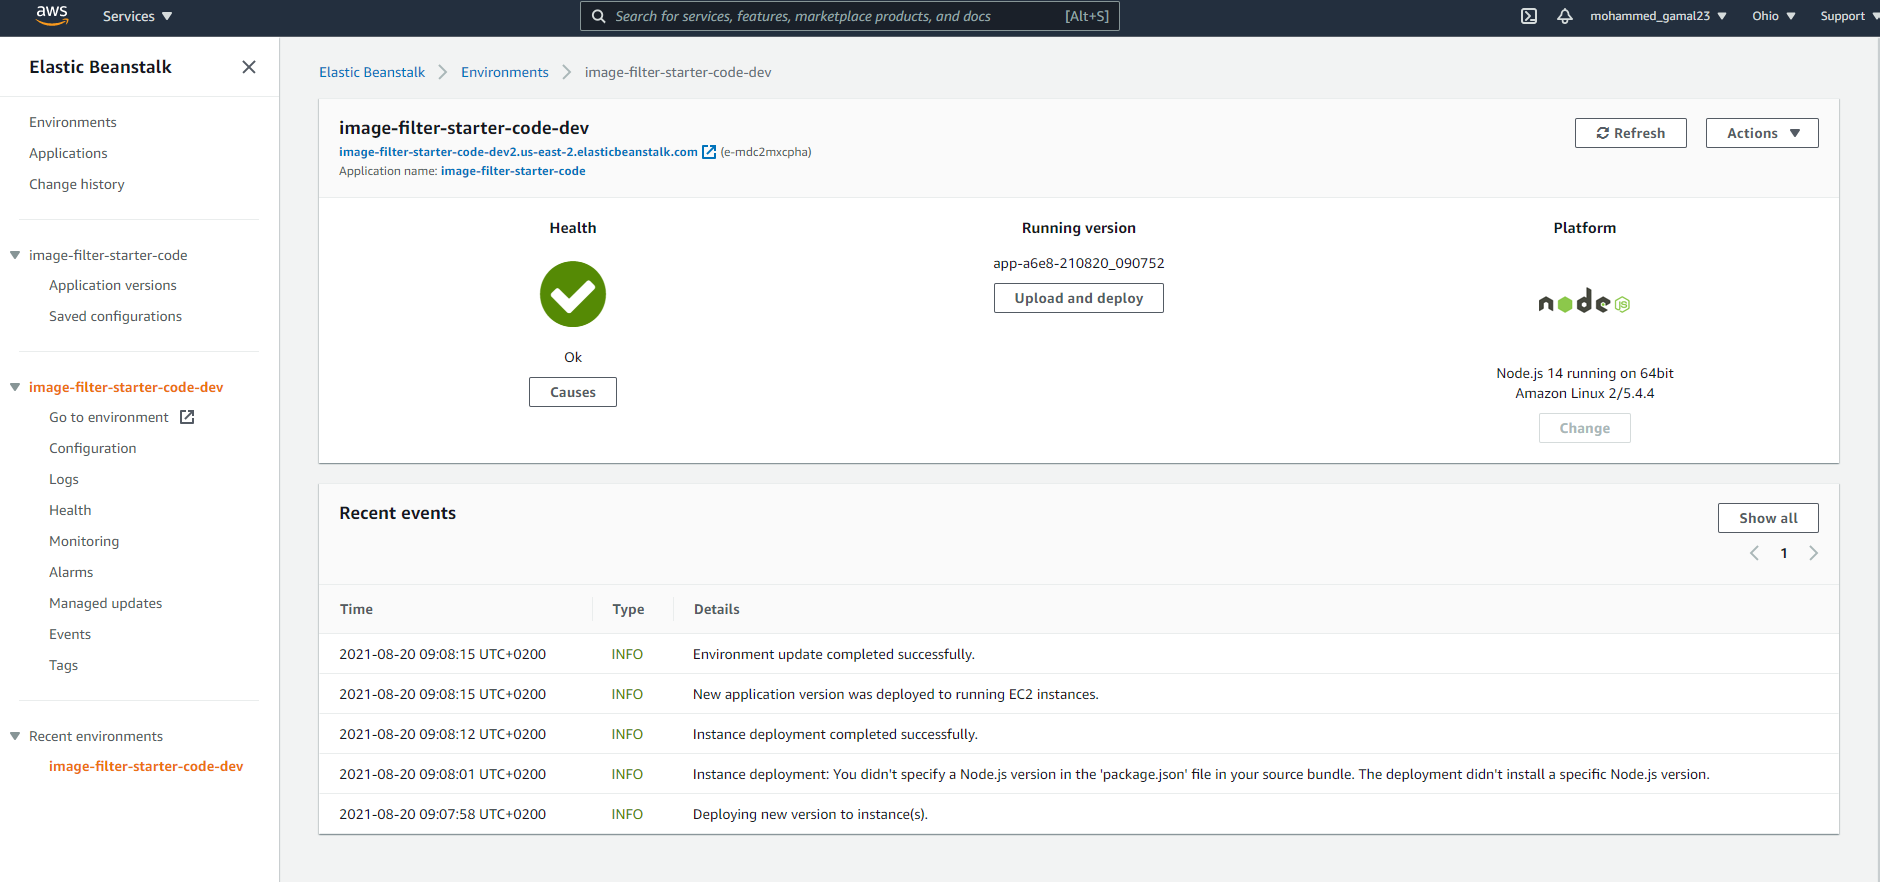 aws
Services
Search for services, features, marketplace products, and docs [Alt+S]
mohammed_gamal23 Ohio Support
Elastic Beanstalk
Environments
Applications
Change history
image-filter-starter-code
Application versions
Saved configurations
image-filter-starter-code-dev
Go to environment
Configuration
Logs
Health
Monitoring
Alarms
Managed updates
Events
Tags
Recent environments
image-filter-starter-code-dev
Elastic Beanstalk Environments image-filter-starter-code-dev
image-filter-starter-code-dev
image-filter-starter-code-dev2.us-east-2.elasticbeanstalk.com (e-mdc2mxcpha)
Application name: image-filter-starter-code
Refresh
Actions
Health
Ok
Causes
Running version
app-a6e8-210820_090752
Upload and deploy
Platform
node JS
Node.js 14 running on 64bit
Amazon Linux 2/5.4.4
Change
Recent events
Show all
1
Time Type Details
2021-08-20 09:08:15 UTC+0200 INFO Environment update completed successfully.
2021-08-20 09:08:15 UTC+0200 INFO New application version was deployed to running EC2 instances.
2021-08-20 09:08:12 UTC+0200 INFO Instance deployment completed successfully.
2021-08-20 09:08:01 UTC+0200 INFO Instance deployment: You didn't specify a Node.js version in the 'package.json' file in your source bundle. The deployment didn't install a specific Node.js version.
2021-08-20 09:07:58 UTC+0200 INFO Deploying new version to instance(s).